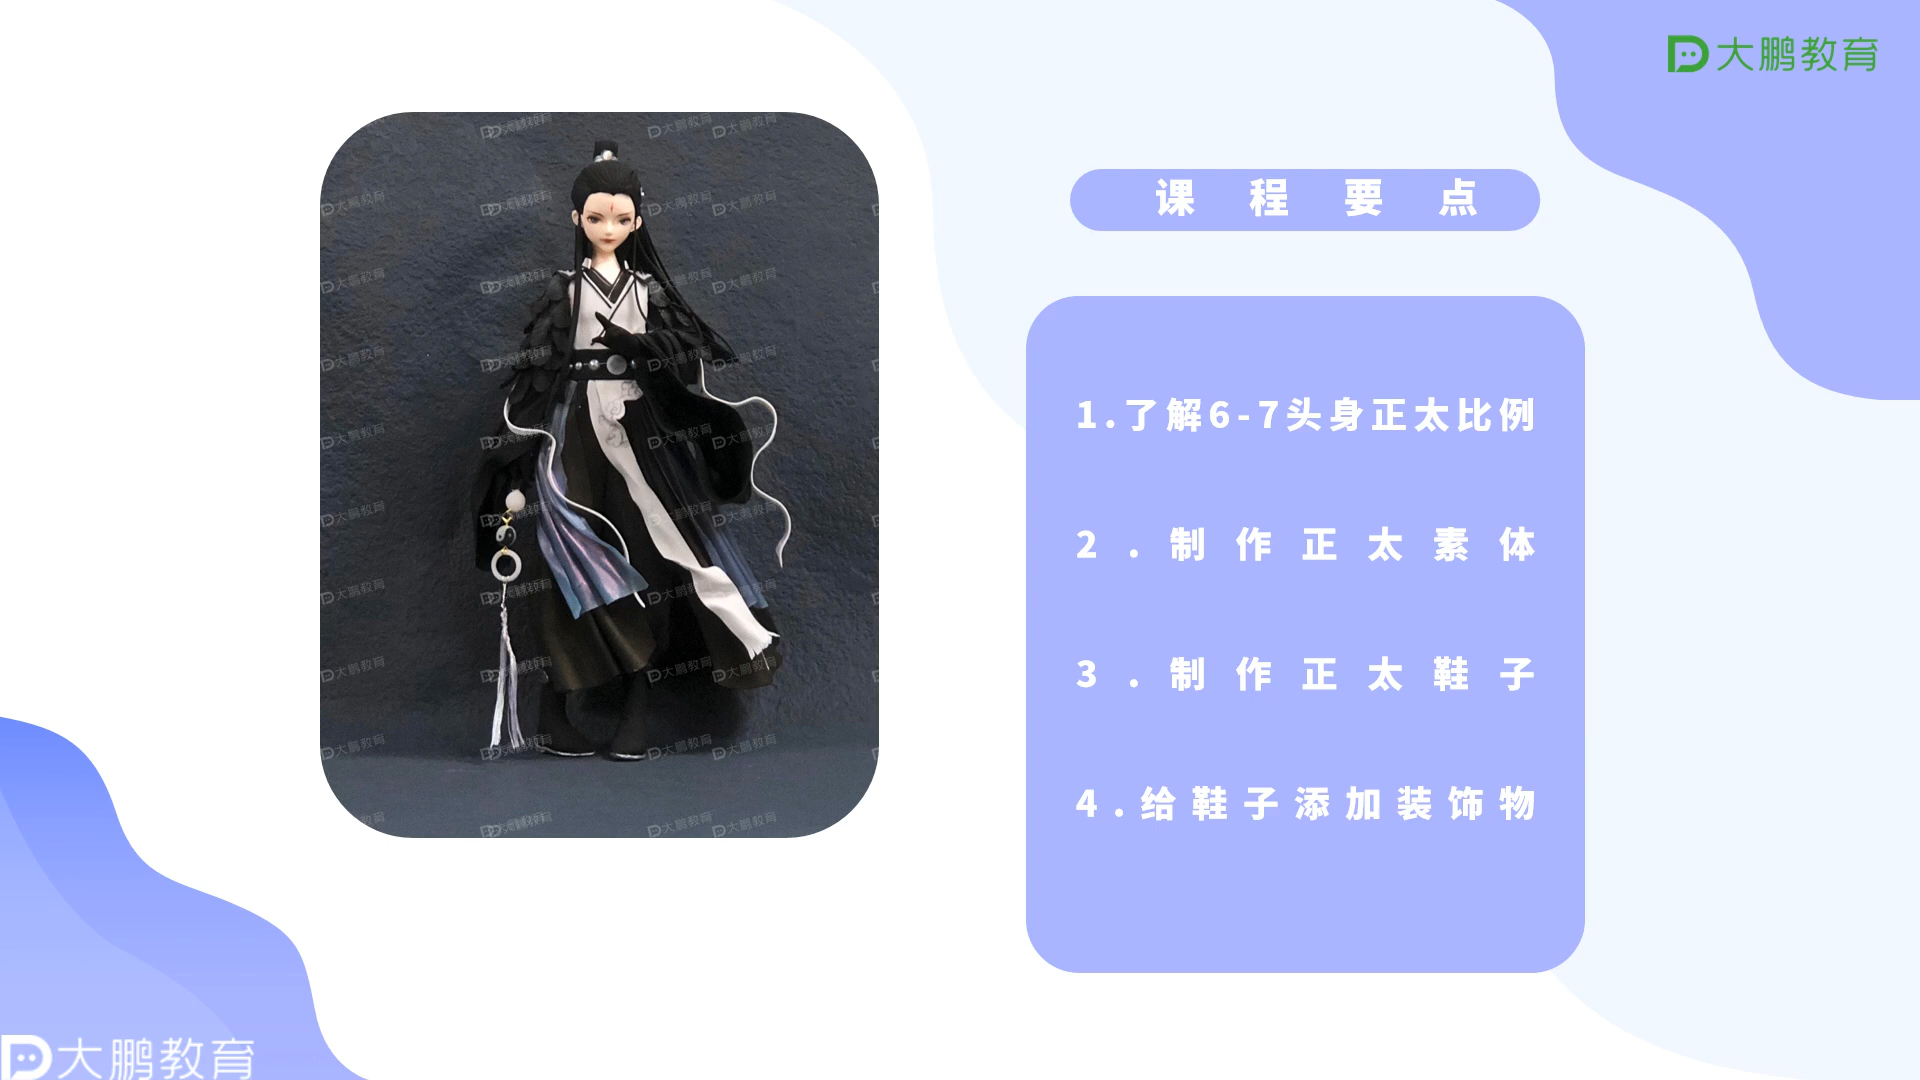 大鹏教育
课程要点
1.了解6-7头身正太比例
2.制作正太素体
3.制作正太鞋子
4.给鞋子添加装饰物
大鹏教育